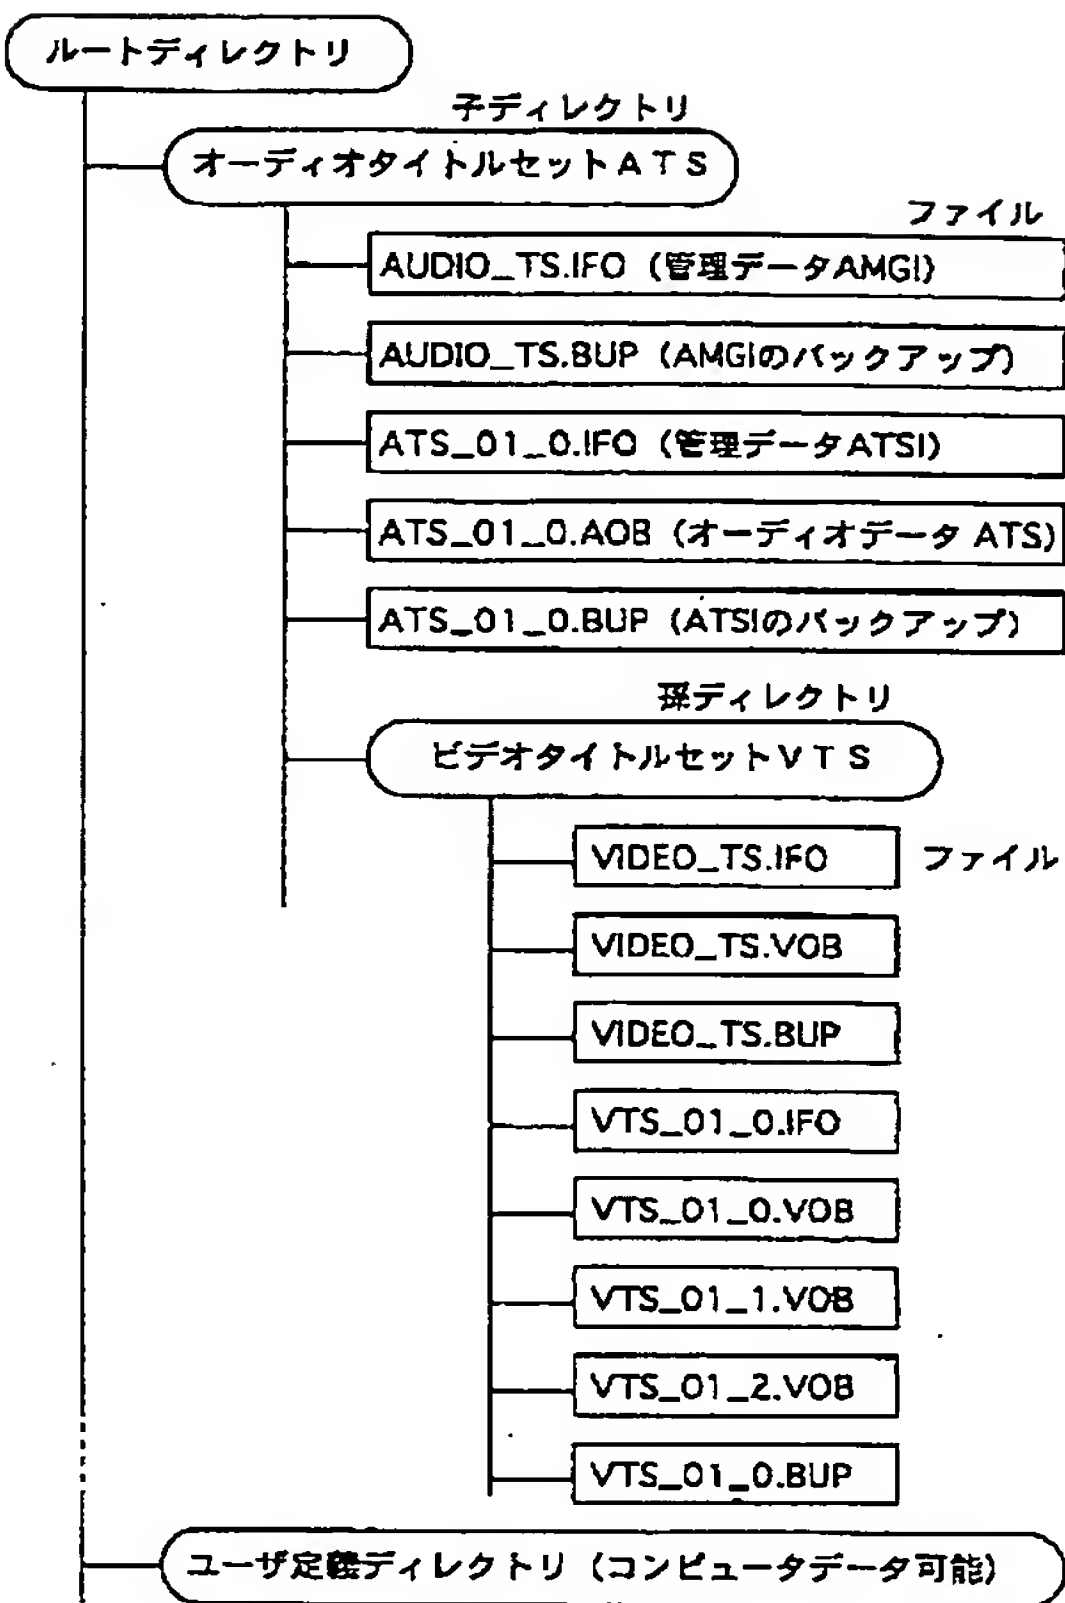 ルートディレクトリ
子ディレクトリ
オーディオタイトルセットATS
ファイル
AUDIO_TS.IFO (管理データAMGI)
AUDIO_TS.BUP (AMGIのバックアップ)
ATS_01_0.IFO (管理データATSI)
ATS_01_0.AOB (オーディオデータ ATS)
ATS_01_0.BUP (ATSIのバックアップ)
孫ディレクトリ
ビデオタイトルセットVTS
VIDEO_TS.IFO ファイル
VIDEO_TS.VOB
VIDEO_TS.BUP
VTS_01_0.IFO
VTS_01_0.VOB
VTS_01_1.VOB
VTS_01_2.VOB
VTS_01_0.BUP
ユーザ定義ディレクトリ (コンピュータデータ可能)